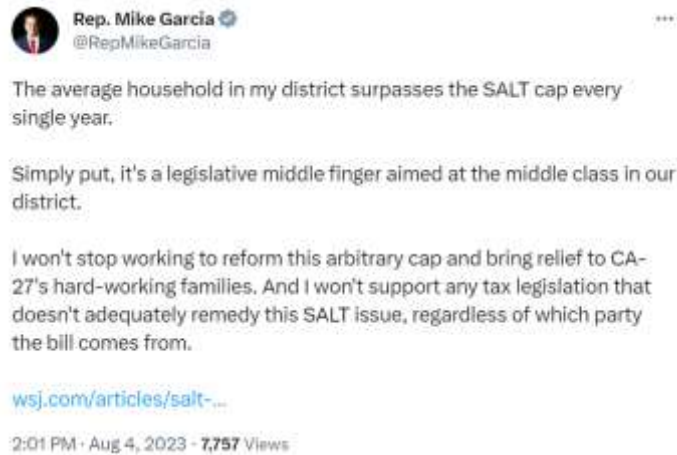 Rep. Mike Garcia
@RepMikeGarcia
The average household in my district surpasses the SALT cap every
single year.
Simply put, it's a legislative middle finger aimed at the middle class in our
district.
I won't stop working to reform this arbitrary cap and bring relief to CA-
27's hard-working families. And I won't support any tax legislation that
doesn't adequately remedy this SALT issue, regardless of which party
the bill comes from.
wsj.com/articles/salt-...
2:01 PM · Aug 4, 2023 · 7,757 Views